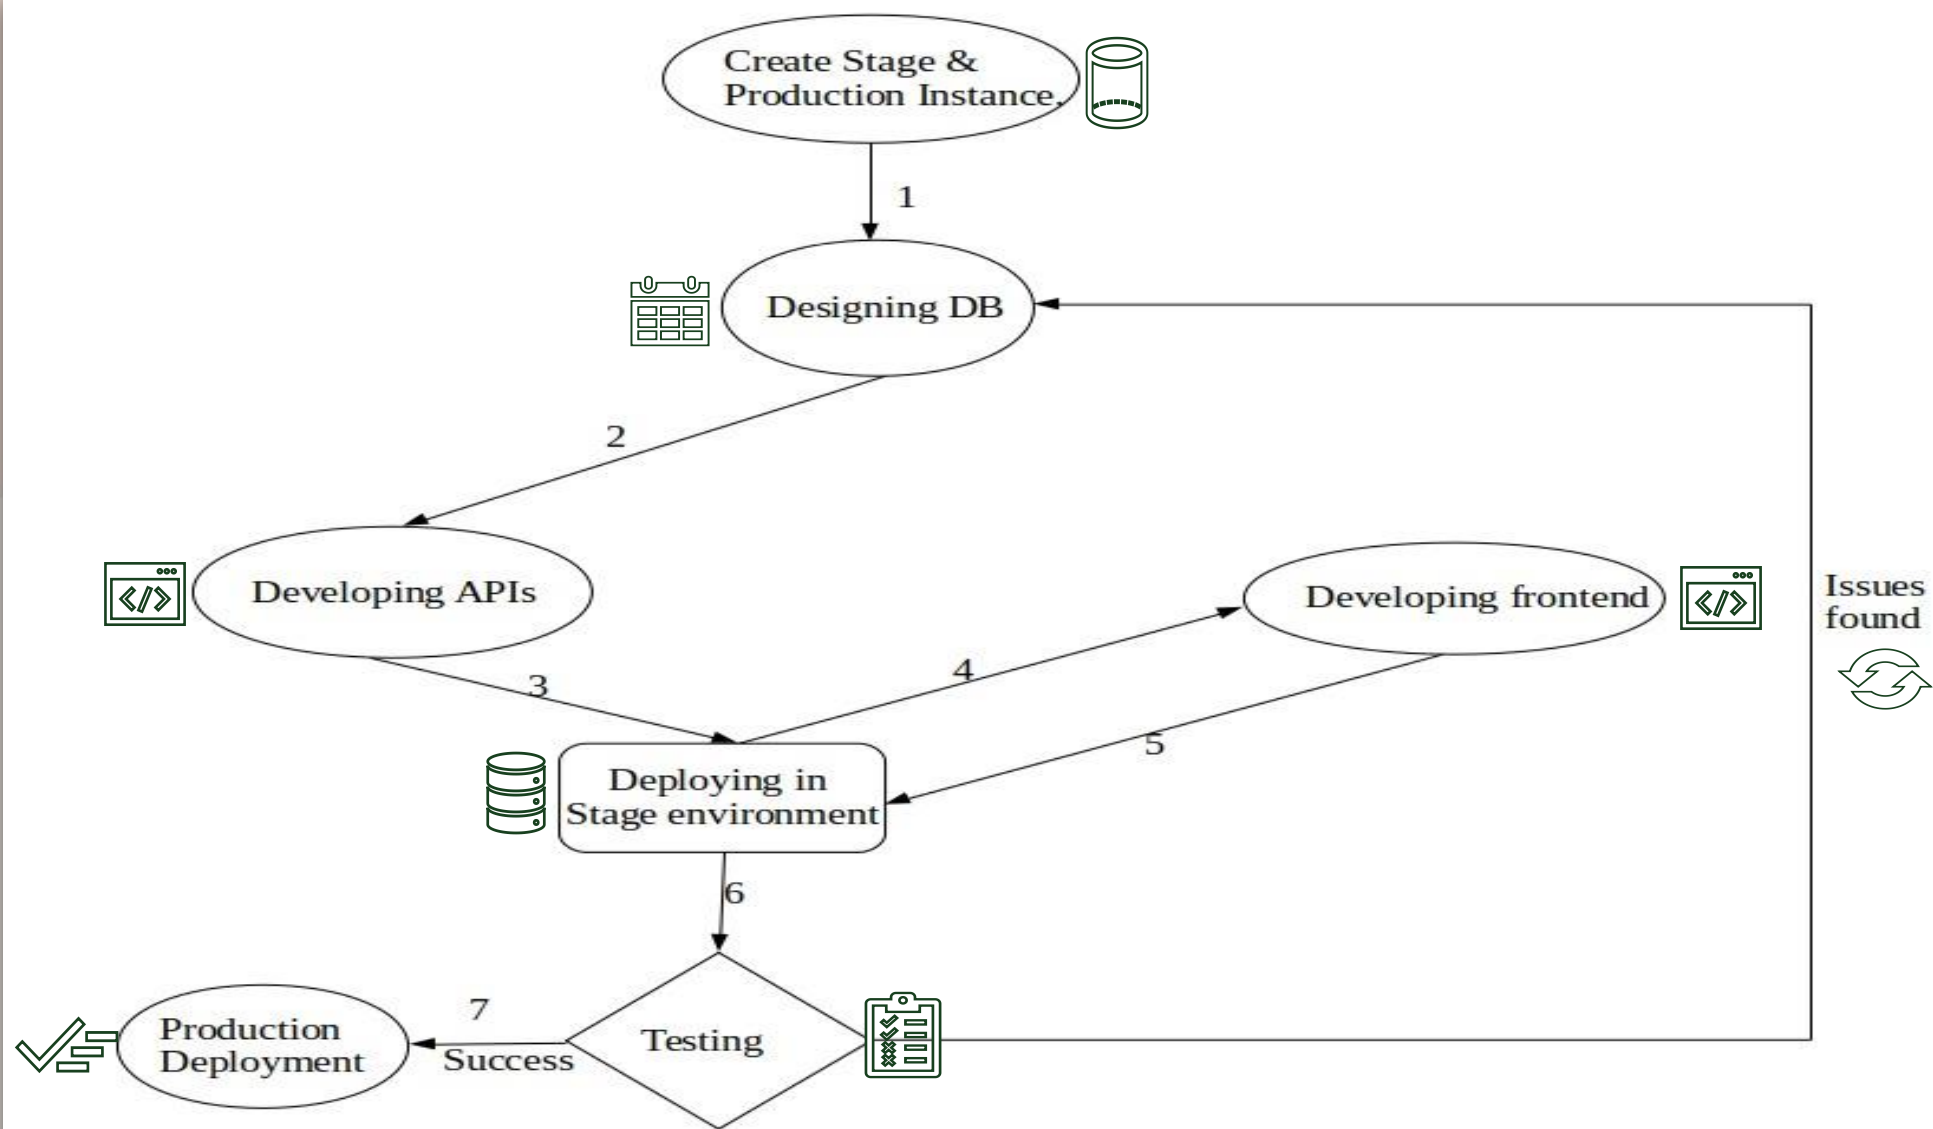 Create Stage &
Production Instance.
1
Designing DB
2
Developing APIs
Developing frontend
Issues
found
3
4
5
Deploying in
Stage environment
6
7
Success
Testing
Production
Deployment